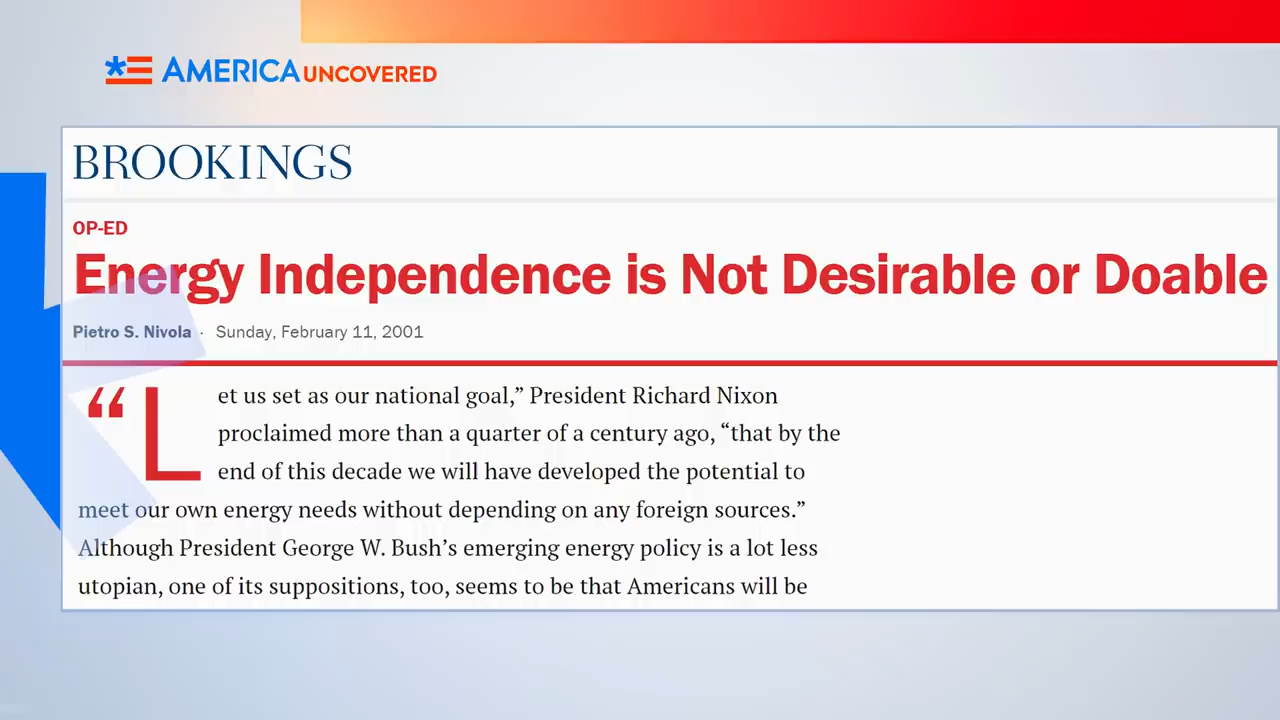 AMERICA UNCOVERED
BROOKINGS
OP-ED
Energy Independence is Not Desirable or Doable
Pietro S. Nivola · Sunday, February 11, 2001
“Let us set as our national goal,” President Richard Nixon
proclaimed more than a quarter of a century ago, “that by the
end of this decade we will have developed the potential to
meet our own energy needs without depending on any foreign sources.”
Although President George W. Bush’s emerging energy policy is a lot less
utopian, one of its suppositions, too, seems to be that Americans will be